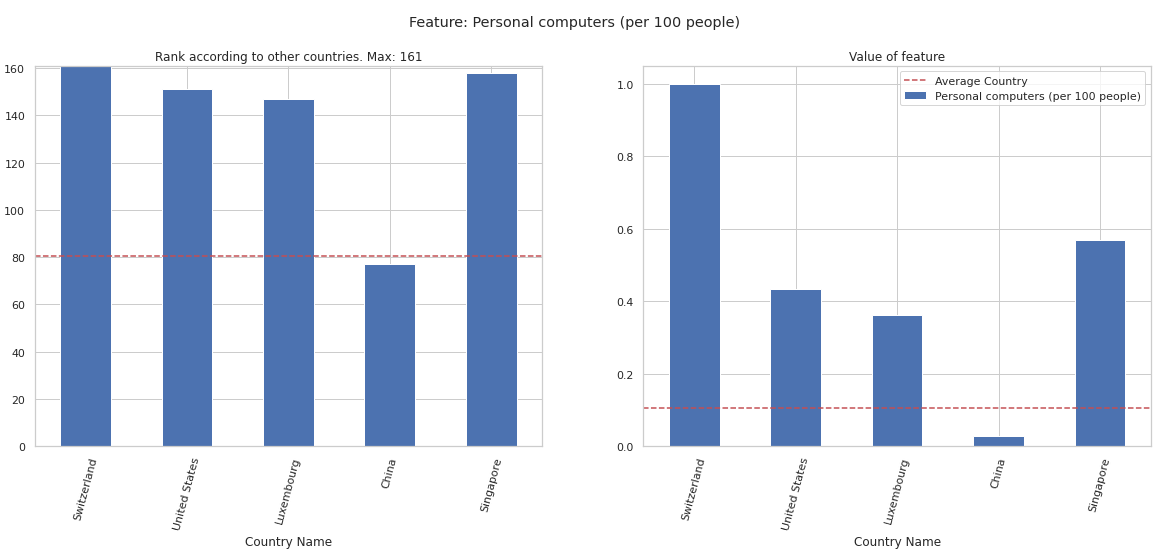 Feature: Personal computers (per 100 people)
Rank according to other countries. Max: 161
160
140
120
100
80
60
40
20
0
Switzerland
United States
Luxembourg
China
Singapore
Country Name
Value of feature
Average Country
Personal computers (per 100 people)
1.0
0.8
0.6
0.4
0.2
0.0
Switzerland
United States
Luxembourg
China
Singapore
Country Name